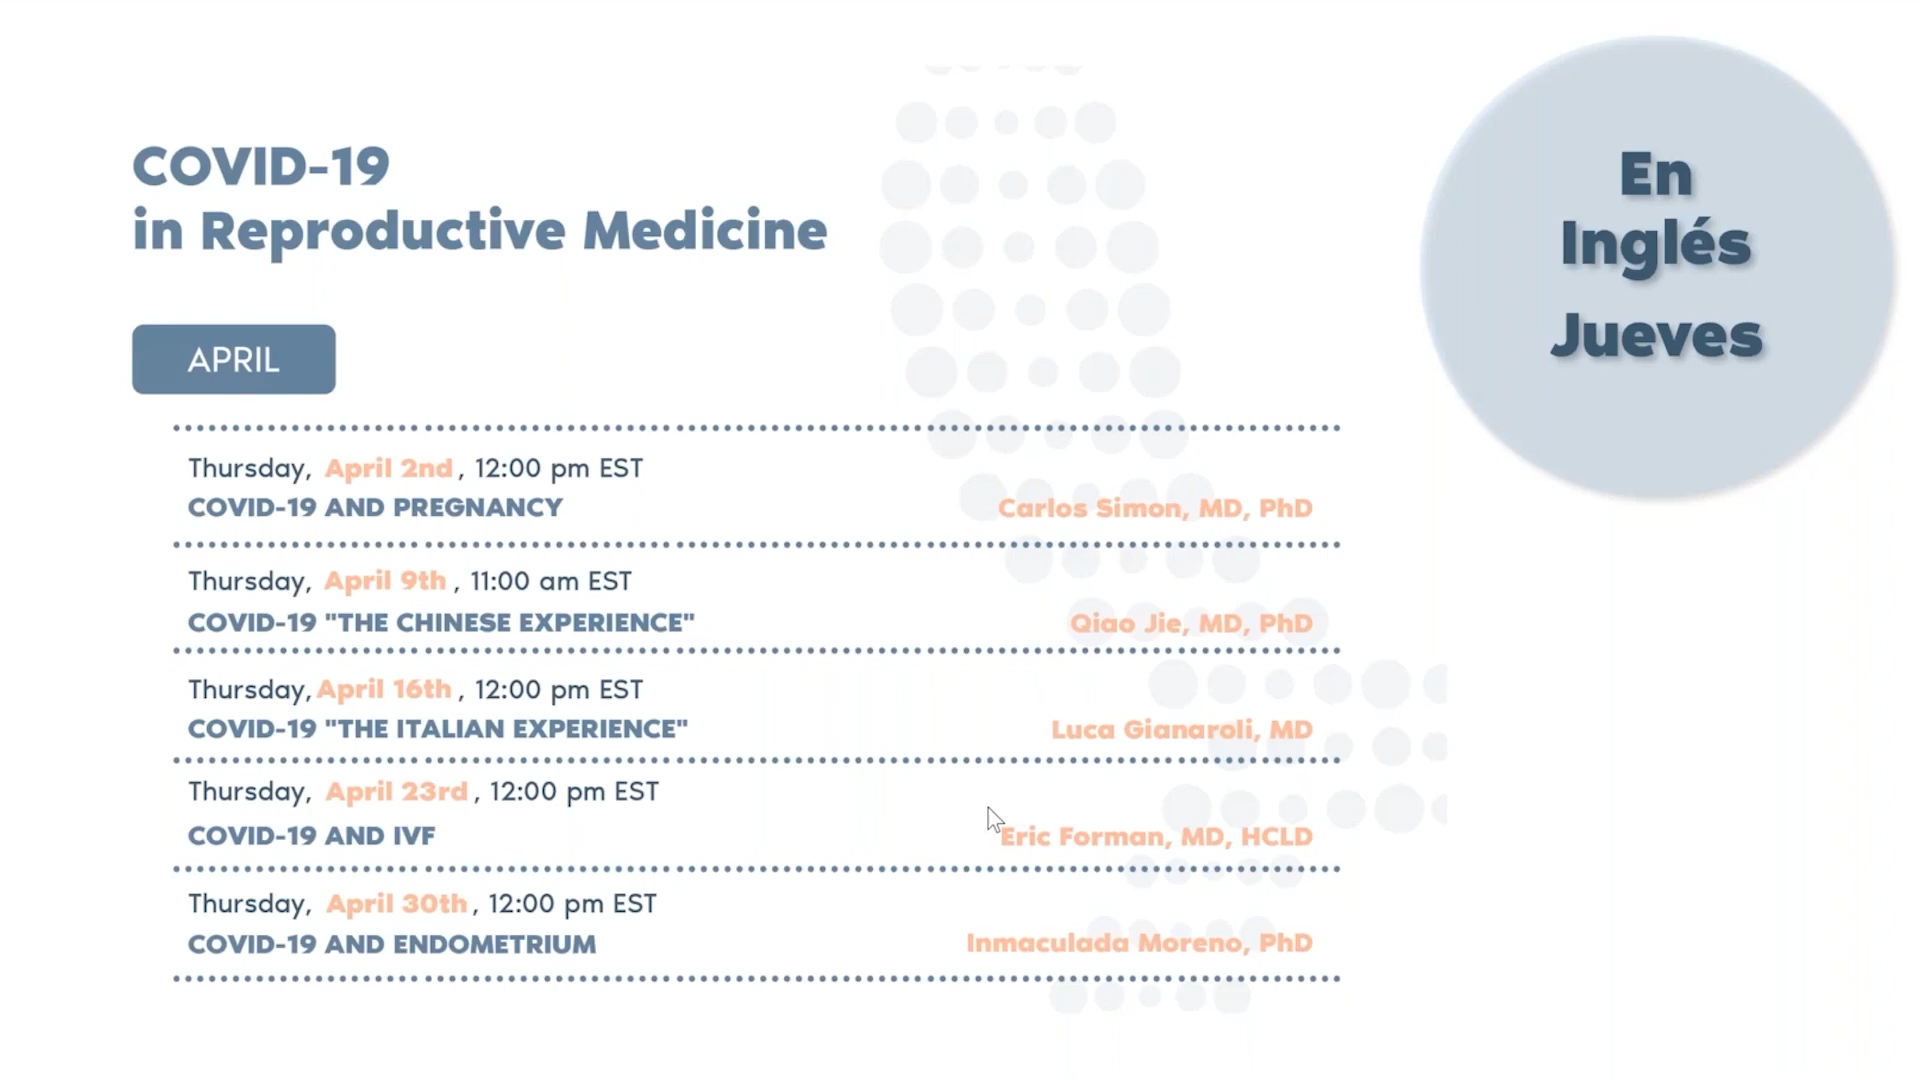 COVID-19
in Reproductive Medicine
En
Inglés
Jueves
APRIL
Thursday, April 2nd, 12:00 pm EST
COVID-19 AND PREGNANCY
Carlos Simon, MD, PhD
Thursday, April 9th, 11:00 am EST
COVID-19 "THE CHINESE EXPERIENCE"
Qiao Jie, MD, PhD
Thursday, April 16th, 12:00 pm EST
COVID-19 "THE ITALIAN EXPERIENCE"
Luca Gianaroli, MD
Thursday, April 23rd, 12:00 pm EST
COVID-19 AND IVF
Eric Forman, MD, HCLD
Thursday, April 30th, 12:00 pm EST
COVID-19 AND ENDOMETRIUM
Inmaculada Moreno, PhD